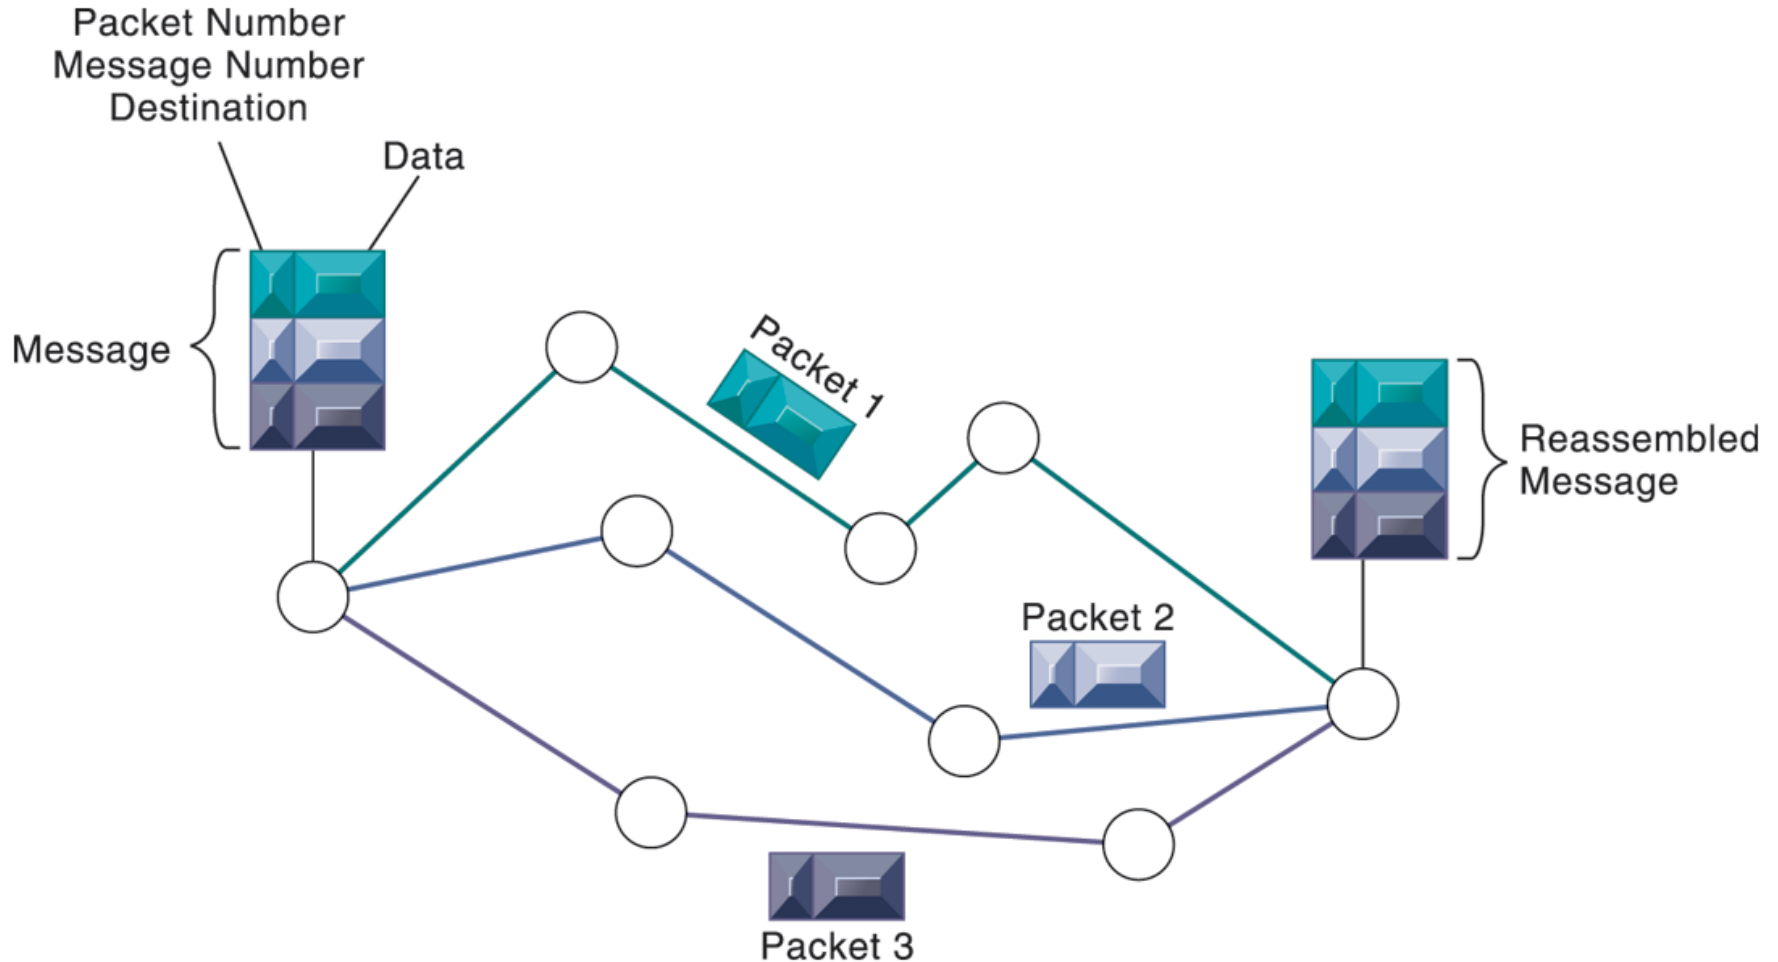 Packet Number
Message Number
Destination
Data
Message
Packet 1
Reassembled
Message
Packet 2
Packet 3